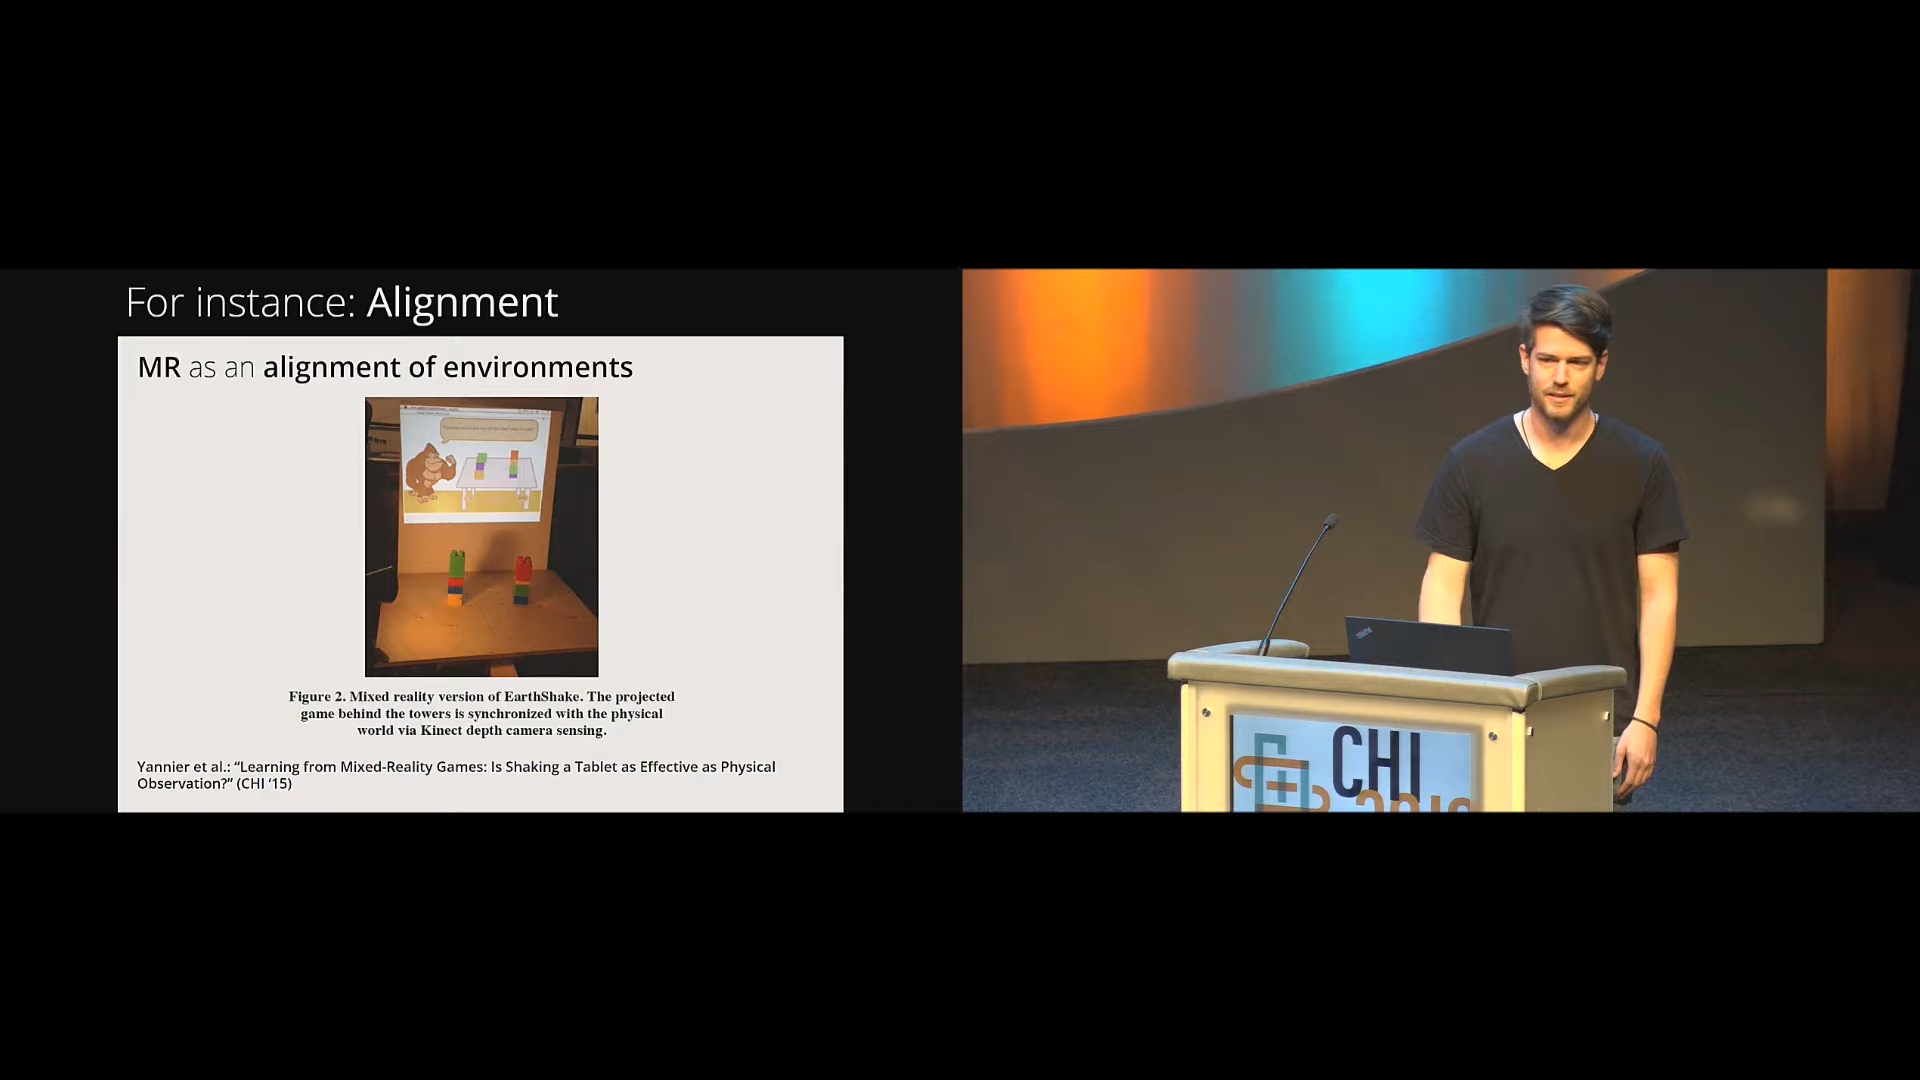 For instance: Alignment
MR as an alignment of environments
Figure 2. Mixed reality version of EarthShake. The projected
game behind the towers is synchronized with the physical
world via Kinect depth camera sensing.
Yannier et al.: “Learning from Mixed-Reality Games: Is Shaking a Tablet as Effective as Physical
Observation?” (CHI ‘15)
ThinkPad
CHI